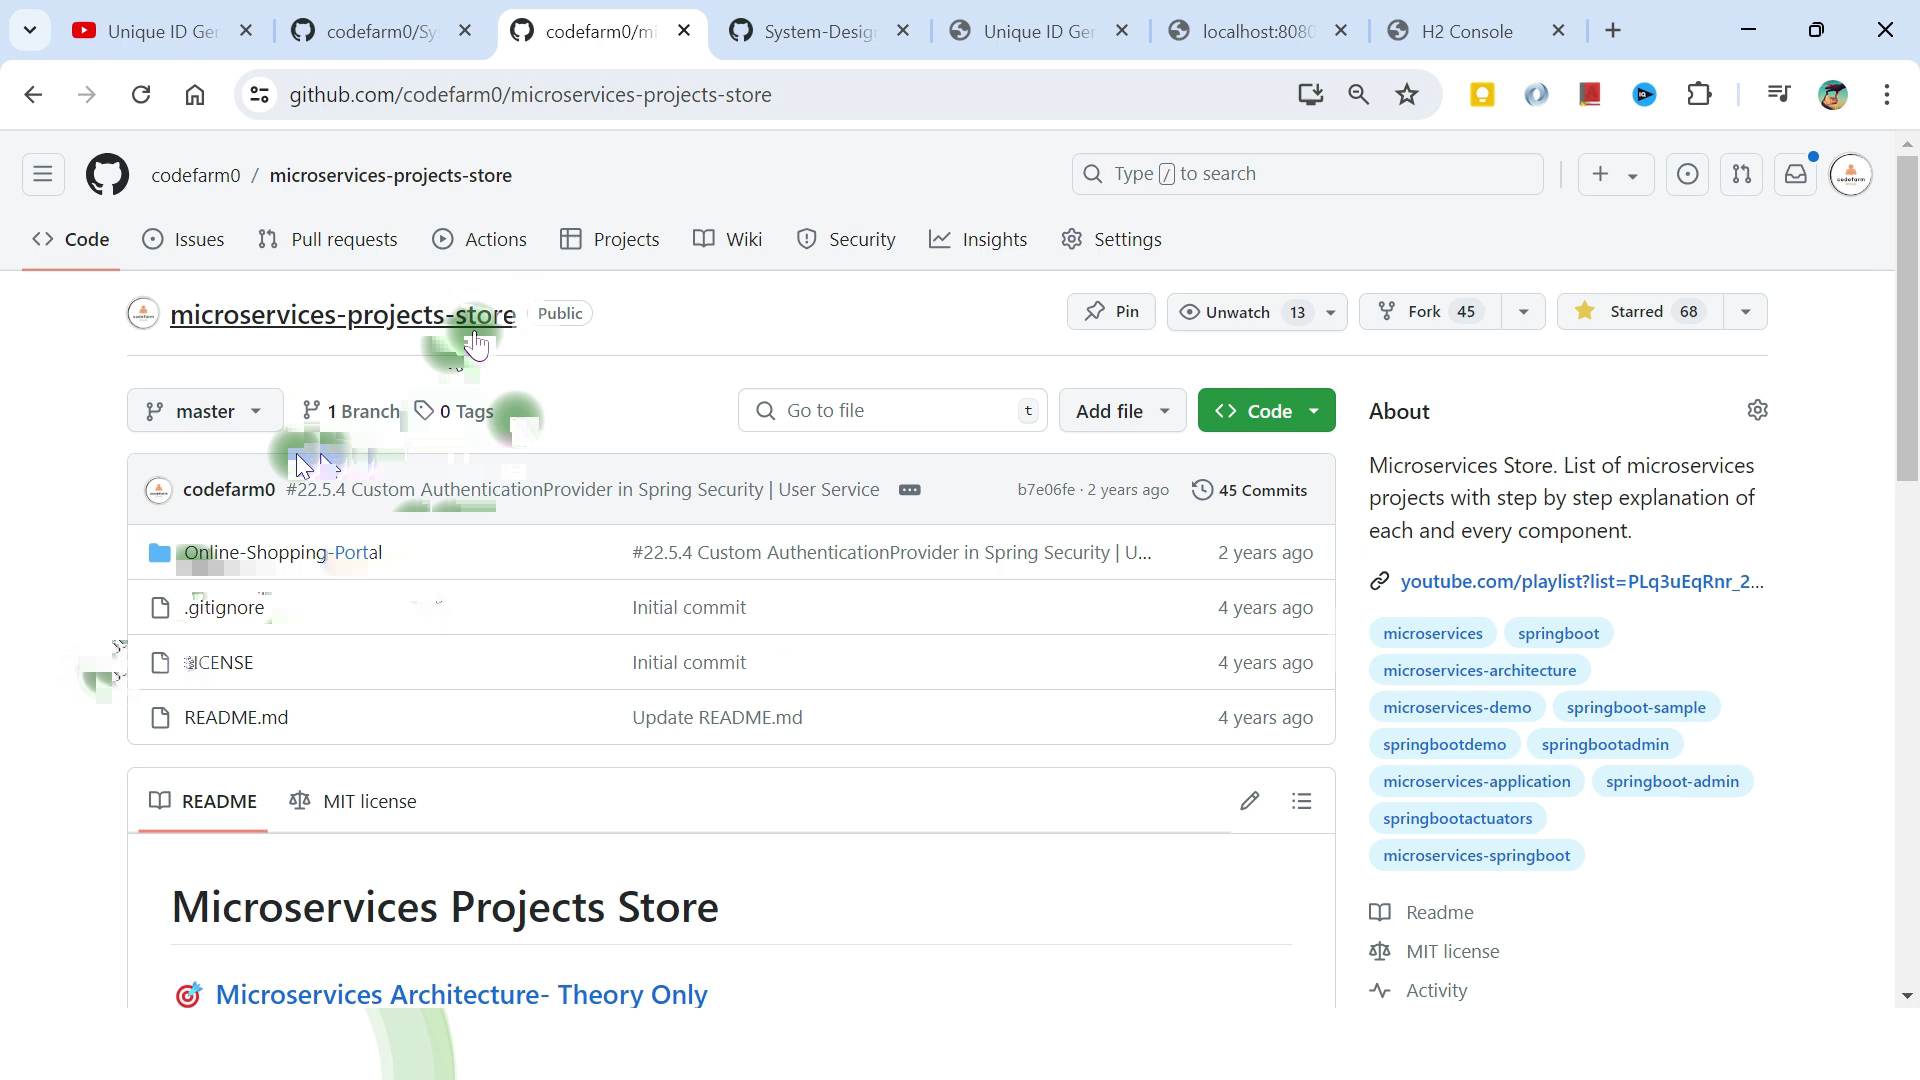 Unique ID Ger
codefarm0/Sy
codefarm0/mi
System-Desig
Unique ID Ger
localhost:8080
H2 Console
github.com/codefarm0/microservices-projects-store
codefarm0 / microservices-projects-store
Type / to search
Code
Issues
Pull requests
Actions
Projects
Wiki
Security
Insights
Settings
microservices-projects-store
Public
Pin
Unwatch 13
Fork 45
Starred 68
master
1 Branch
0 Tags
Go to file
t
Add file
Code
codefarm0 #22.5.4 Custom AuthenticationProvider in Spring Security | User Service
b7e06fe · 2 years ago
45 Commits
Online-Shopping-Portal
#22.5.4 Custom AuthenticationProvider in Spring Security | U...
2 years ago
.gitignore
Initial commit
4 years ago
LICENSE
Initial commit
4 years ago
README.md
Update README.md
4 years ago
README
MIT license
Microservices Projects Store
Microservices Architecture- Theory Only
About
Microservices Store. List of microservices
projects with step by step explanation of
each and every component.
youtube.com/playlist?list=PLq3uEqRnr_2...
microservices
springboot
microservices-architecture
microservices-demo
springboot-sample
springbootdemo
springbootadmin
microservices-application
springboot-admin
springbootactuators
microservices-springboot
Readme
MIT license
Activity